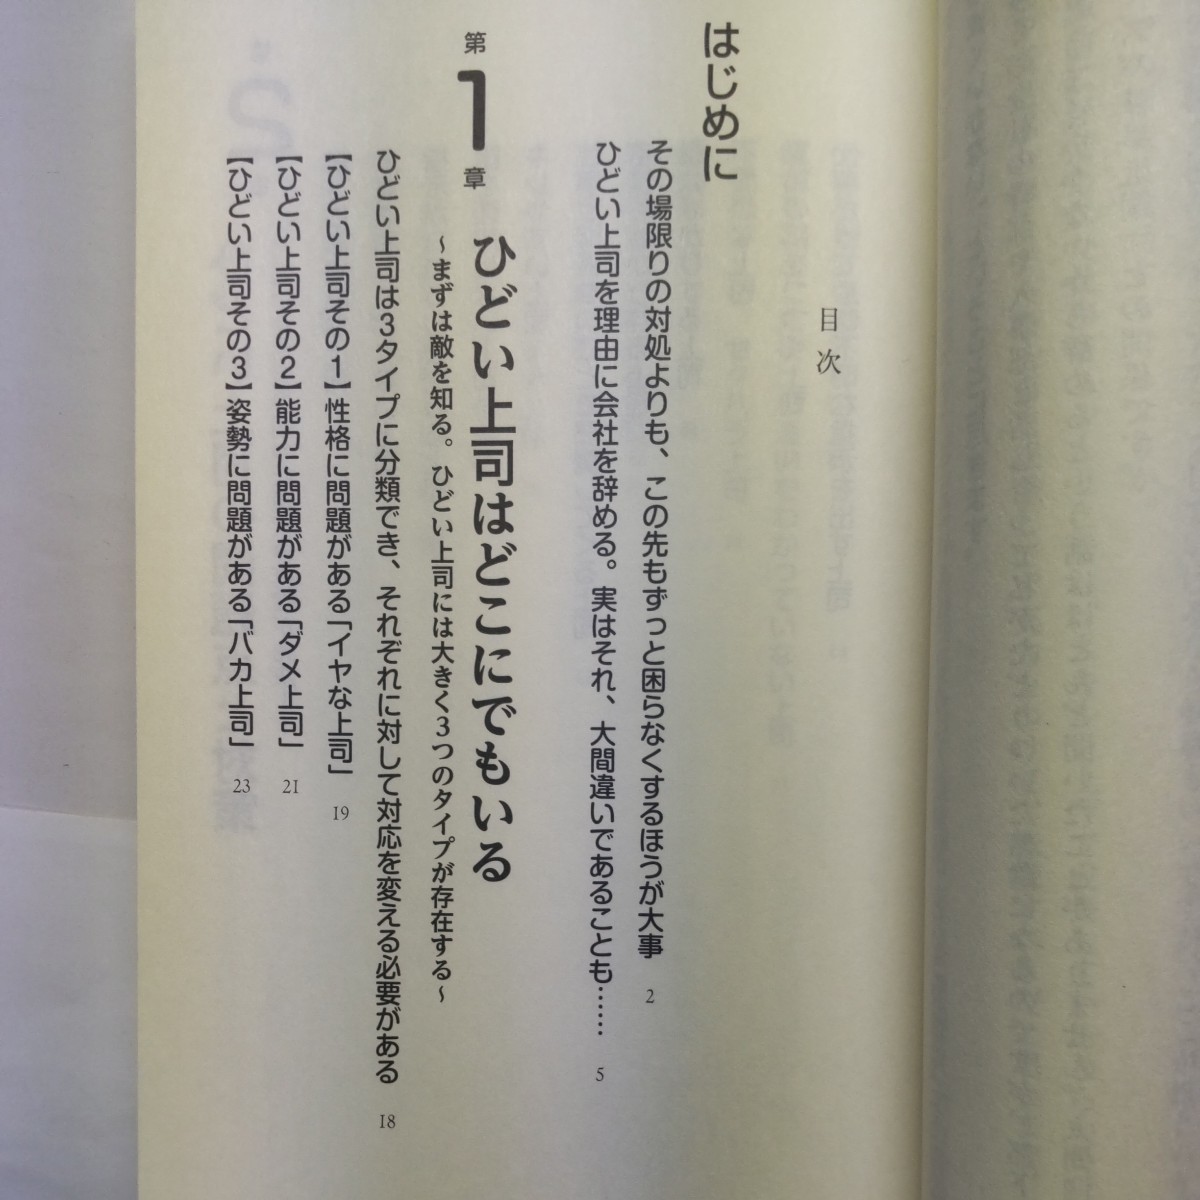 目次
はじめに
その場限りの対処よりも、この先もずっと困らなくするほうが大事 2
ひどい上司を理由に会社を辞める。実はそれ、大間違いであることも…… 5
第1章 ひどい上司はどこにでもいる
～まずは敵を知る。ひどい上司には大きく3つのタイプが存在する～
ひどい上司は3タイプに分類でき、それぞれに対して対応を変える必要がある 18
【ひどい上司その1】性格に問題がある「イヤな上司」 19
【ひどい上司その2】能力に問題がある「ダメ上司」 21
【ひどい上司その3】姿勢に問題がある「バカ上司」 23